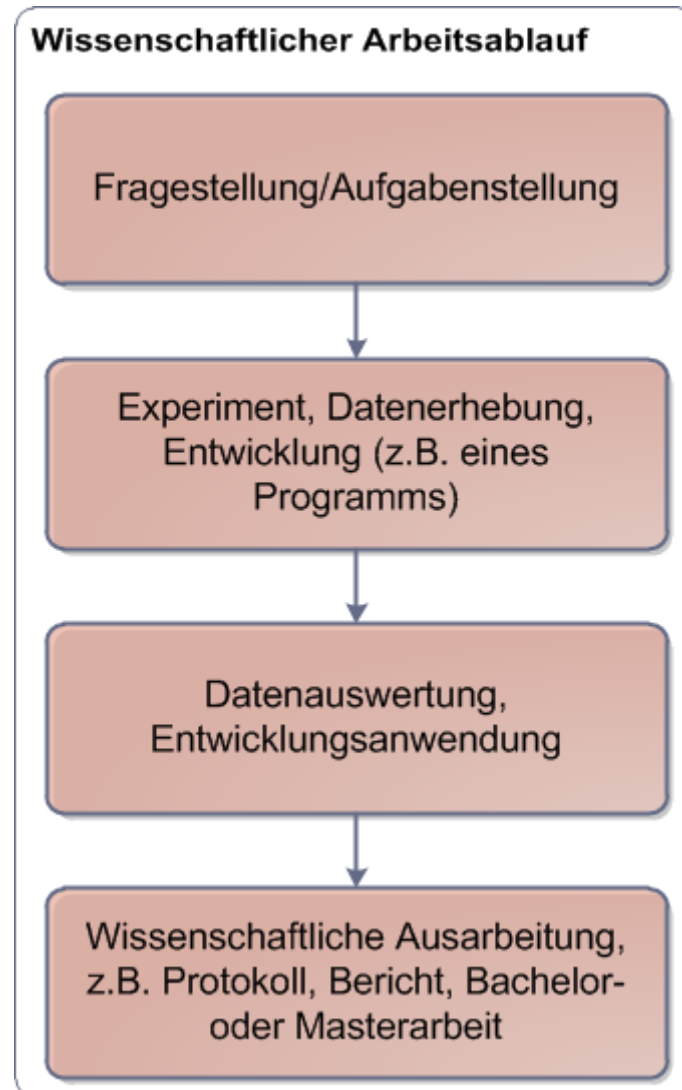 Wissenschaftlicher Arbeitsablauf
Fragestellung/Aufgabenstellung
Experiment, Datenerhebung,
Entwicklung (z.B. eines
Programms)
Datenauswertung,
Entwicklungsanwendung
Wissenschaftliche Ausarbeitung,
z.B. Protokoll, Bericht, Bachelor-
oder Masterarbeit